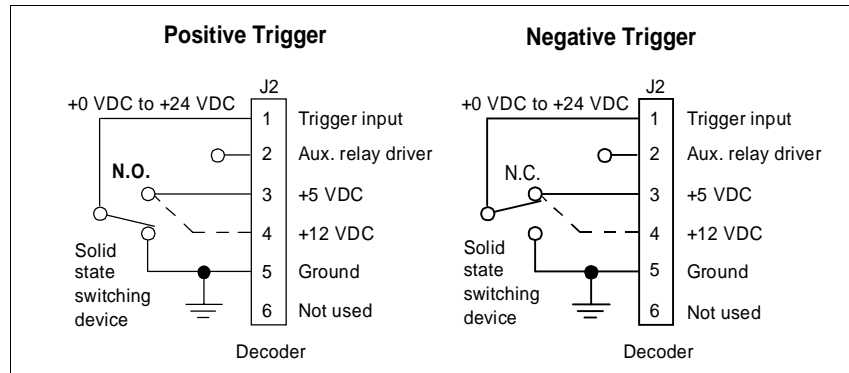 Positive Trigger
J2
+0 VDC to +24 VDC
1 Trigger input
2 Aux. relay driver
N.O.
3 +5 VDC
4 +12 VDC
Solid
state
switching
device
5 Ground
6 Not used
Decoder
Negative Trigger
J2
+0 VDC to +24 VDC
1 Trigger input
2 Aux. relay driver
N.C.
3 +5 VDC
4 +12 VDC
Solid
state
switching
device
5 Ground
6 Not used
Decoder